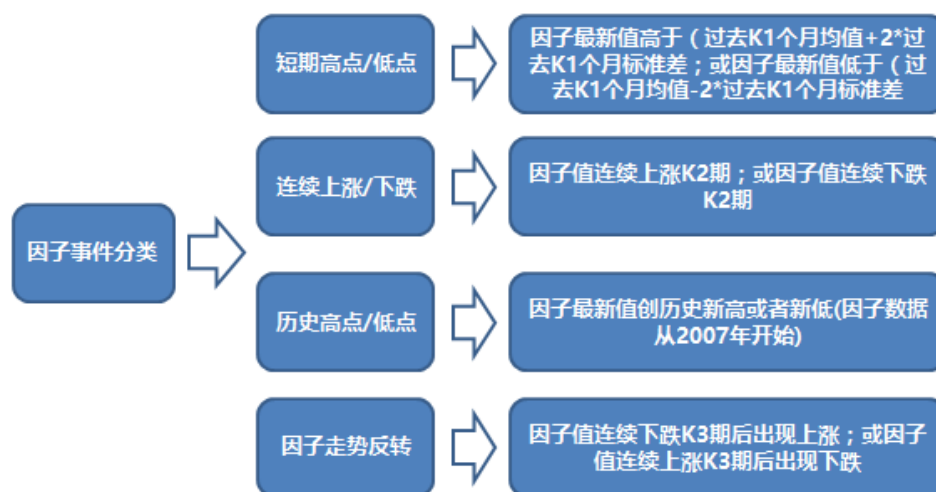 短期高点/低点
因子最新值高于（过去K1个月均值+2*过
去K1个月标准差；或因子最新值低于（过
去K1个月均值-2*过去K1个月标准差
连续上涨/下跌
因子值连续上涨K2期；或因子值连续下跌
K2期
因子事件分类
历史高点/低点
因子最新值创历史新高或者新低(因子数据
从2007年开始)
因子走势反转
因子值连续下跌K3期后出现上涨；或因子
值连续上涨K3期后出现下跌